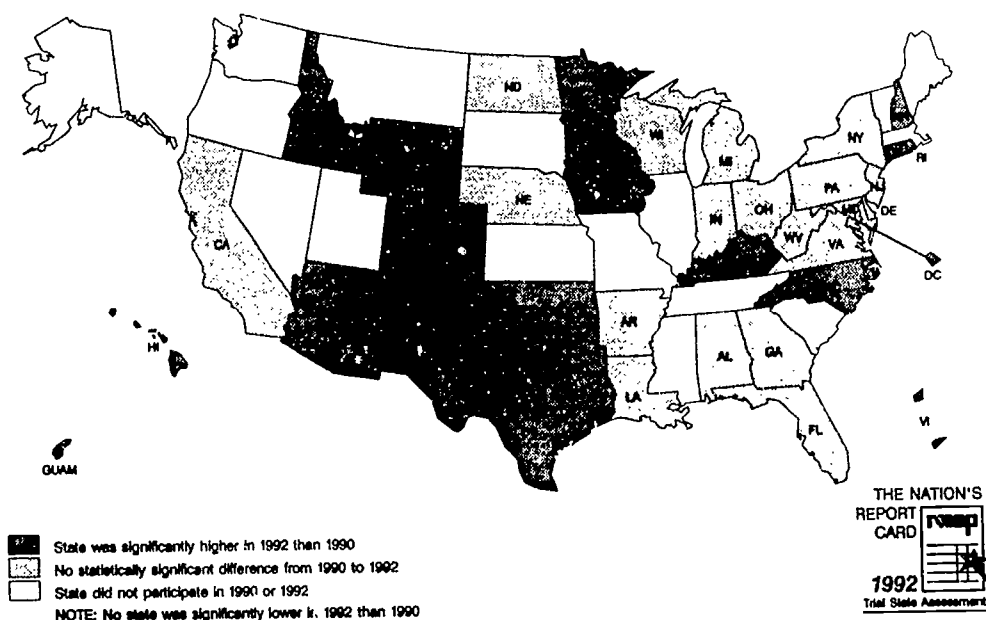 ND
WI
MI
NY
RI
NE
IN
OH
PA
NJ
DE
WV
VA
CA
DC
AR
HI
AL
GA
LA
VI
FL
GUAM
THE NATION'S
REPORT
CARD
naep
1992
Trial State Assessment
State was significantly higher in 1992 than 1990
No statistically significant difference from 1990 to 1992
State did not participate in 1990 or 1992
NOTE: No state was significantly lower in 1992 than 1990